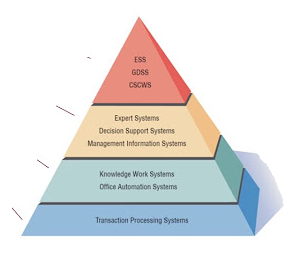 ESS
GDSS
CSCWS
Expert Systems
Decision Support Systems
Management Information Systems
Knowledge Work Systems
Office Automation Systems
Transaction Processing Systems